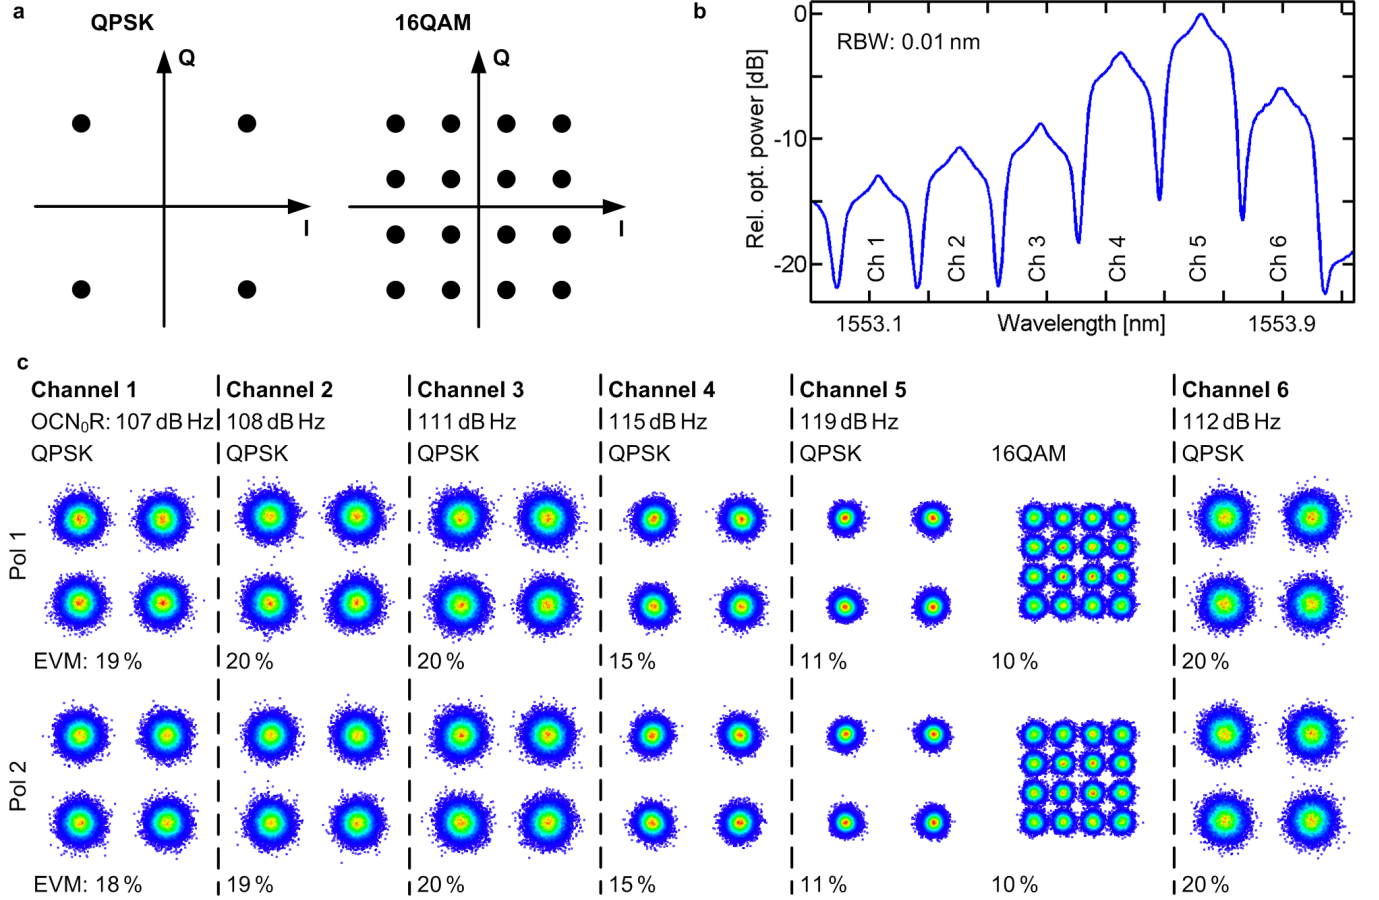 a
QPSK
16QAM
Q
Q
I
I
b
0
-10
-20
Rel. opt. power [dB]
RBW: 0.01 nm
Ch 1
Ch 2
Ch 3
Ch 4
Ch 5
Ch 6
1553.1
Wavelength [nm]
1553.9
c
Channel 1
Channel 2
Channel 3
Channel 4
Channel 5
Channel 6
OCN₀R: 107 dB Hz
108 dB Hz
111 dB Hz
115 dB Hz
119 dB Hz
112 dB Hz
QPSK
QPSK
QPSK
QPSK
QPSK
16QAM
QPSK
Pol 1
EVM: 19 %
20 %
20 %
15 %
11 %
10 %
20 %
Pol 2
EVM: 18 %
19 %
20 %
15 %
11 %
10 %
20 %